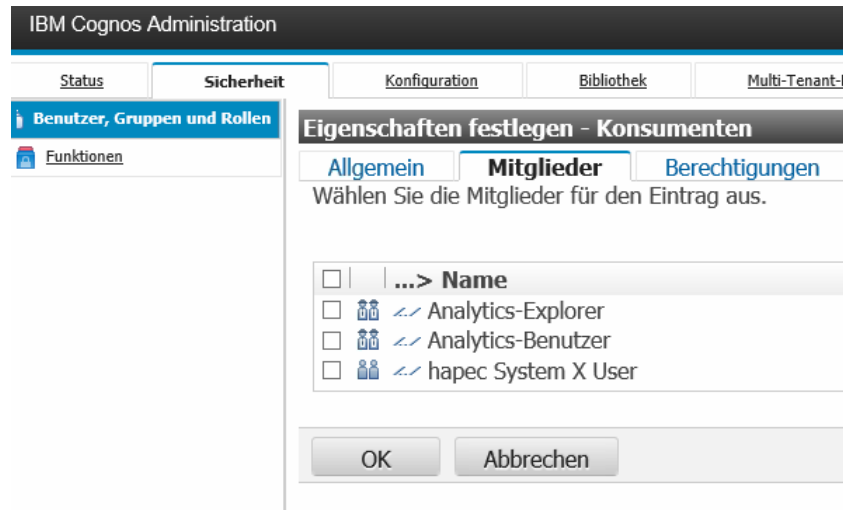 IBM Cognos Administration
Status Sicherheit Konfiguration Bibliothek Multi-Tenant-
Benutzer, Gruppen und Rollen
Funktionen
Eigenschaften festlegen - Konsumenten
Allgemein Mitglieder Berechtigungen
Wählen Sie die Mitglieder für den Eintrag aus.
...> Name
Analytics-Explorer
Analytics-Benutzer
hapec System X User
OK Abbrechen